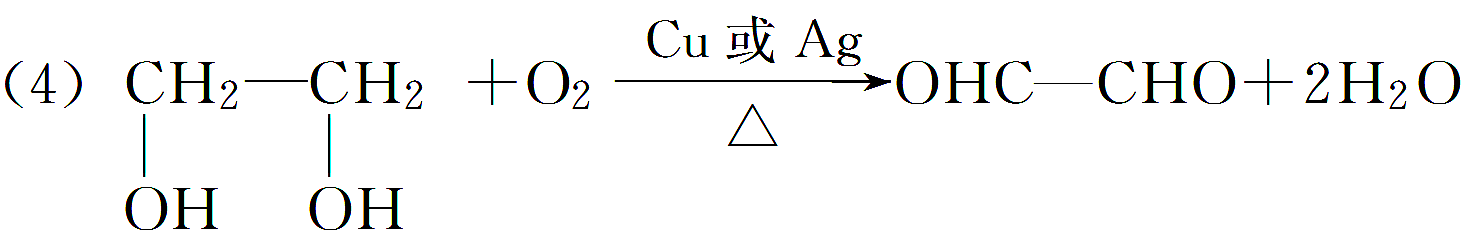 Cu 或 Ag
(4) CH₂—CH₂ +O₂ ⟶ OHC—CHO+2H₂O
△
OH OH